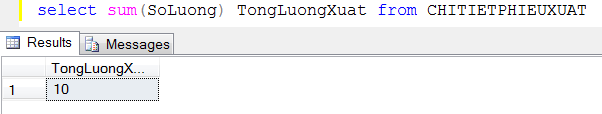 select sum(SoLuong) TongLuongXuat from CHITIETPHIEUXUAT
Results Messages
TongLuongX...
1 10